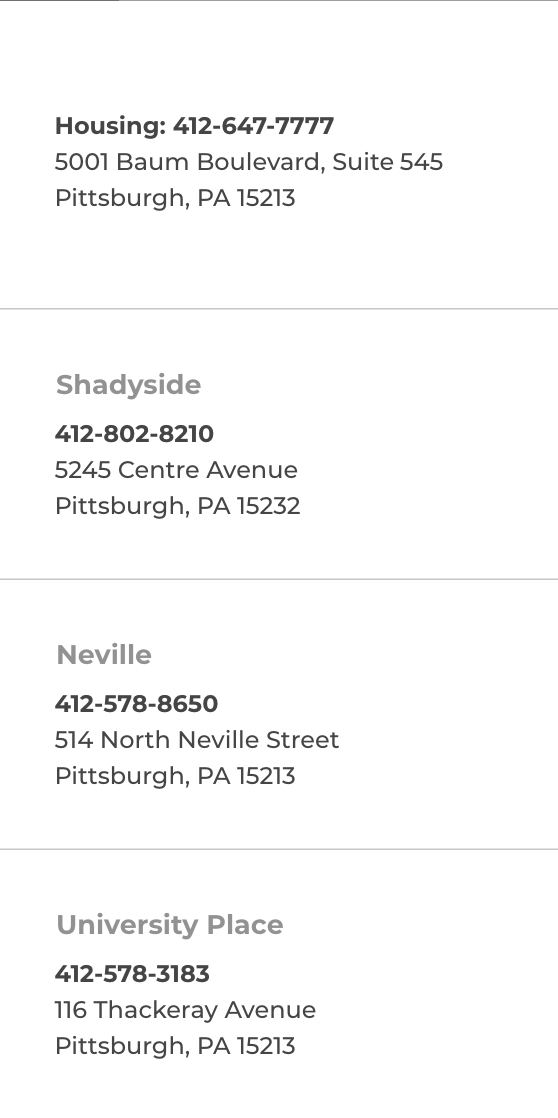 Housing: 412-647-7777
5001 Baum Boulevard, Suite 545
Pittsburgh, PA 15213
Shadyside
412-802-8210
5245 Centre Avenue
Pittsburgh, PA 15232
Neville
412-578-8650
514 North Neville Street
Pittsburgh, PA 15213
University Place
412-578-3183
116 Thackeray Avenue
Pittsburgh, PA 15213